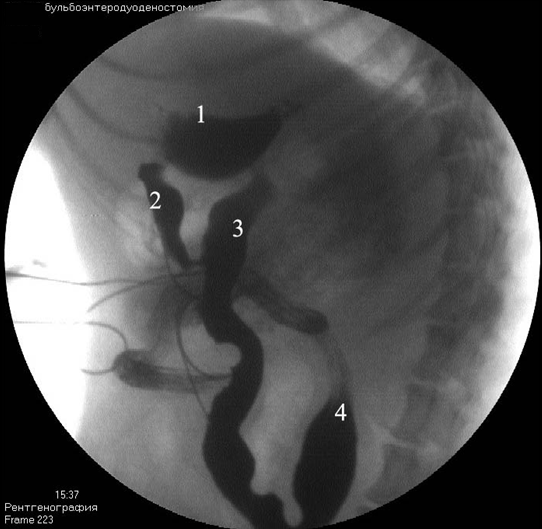 бульбоэнтеродуоденостомия
1
2
3
4
15:37
Рентгенография
Frame 223